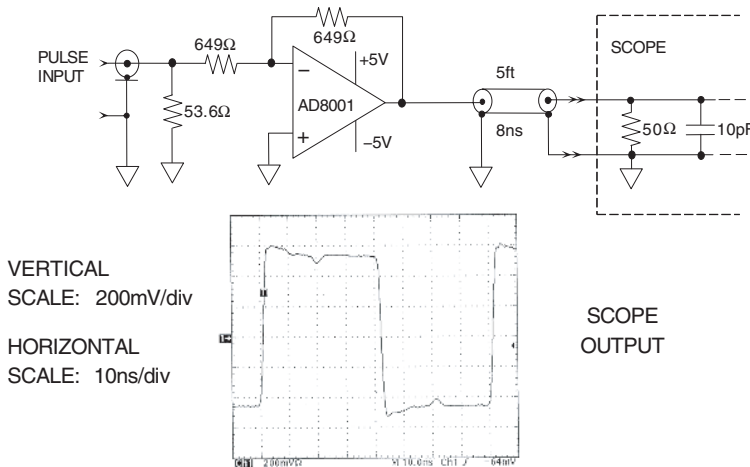 PULSE
INPUT
649Ω
649Ω
53.6Ω
−
+
AD8001
+5V
−5V
5ft
8ns
SCOPE
50Ω
10pF
VERTICAL
SCALE: 200mV/div
HORIZONTAL
SCALE: 10ns/div
SCOPE
OUTPUT
Ch1 200mVΩ M 10.0ns Ch1 -64mV